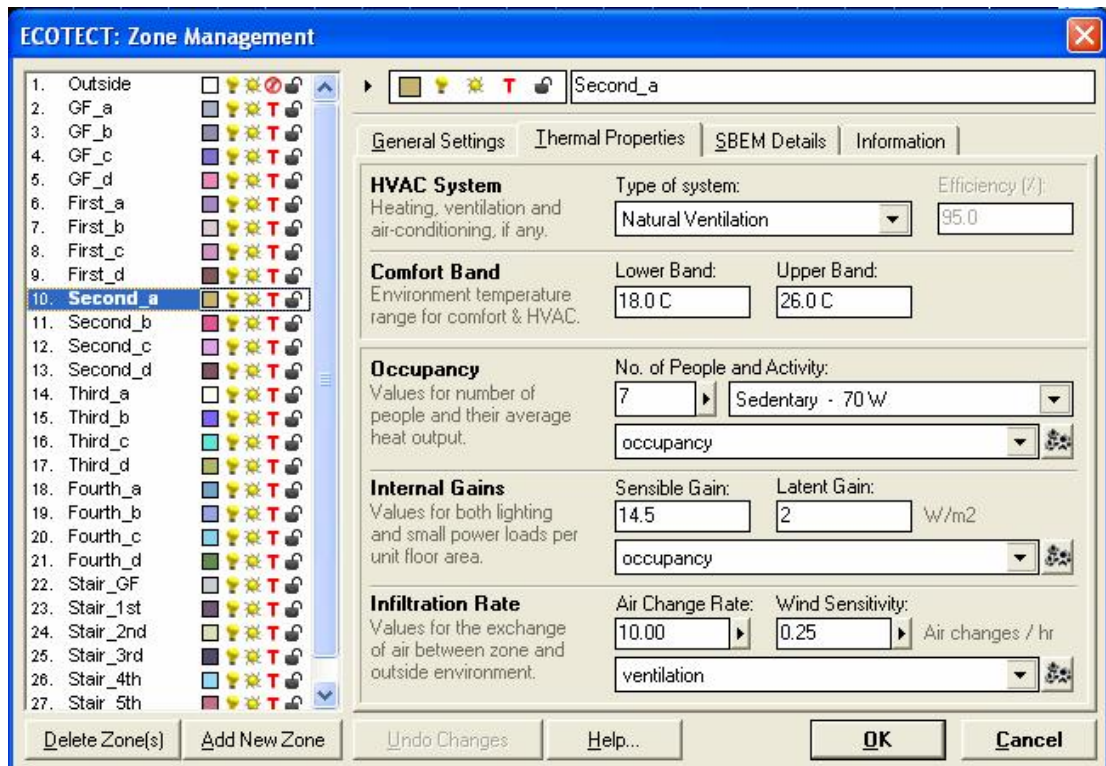 ECOTECT: Zone Management
1. Outside
2. GF_a
3. GF_b
4. GF_c
5. GF_d
6. First_a
7. First_b
8. First_c
9. First_d
10. Second_a
11. Second_b
12. Second_c
13. Second_d
14. Third_a
15. Third_b
16. Third_c
17. Third_d
18. Fourth_a
19. Fourth_b
20. Fourth_c
21. Fourth_d
22. Stair_GF
23. Stair_1st
24. Stair_2nd
25. Stair_3rd
26. Stair_4th
27. Stair 5th
Delete Zone(s) Add New Zone
T Second_a
General Settings Thermal Properties SBEM Details Information
HVAC System Type of system: Efficiency (%):
Heating, ventilation and
air-conditioning, if any.
Natural Ventilation 95.0
Comfort Band Lower Band: Upper Band:
Environment temperature
range for comfort & HVAC.
18.0 C 26.0 C
Occupancy No. of People and Activity:
Values for number of
people and their average
heat output.
7 Sedentary - 70 W
occupancy
Internal Gains Sensible Gain: Latent Gain:
Values for both lighting
and small power loads per
unit floor area.
14.5 2 W/m2
occupancy
Infiltration Rate Air Change Rate: Wind Sensitivity:
Values for the exchange
of air between zone and
outside environment.
10.00 0.25 Air changes / hr
ventilation
Undo Changes Help... OK Cancel